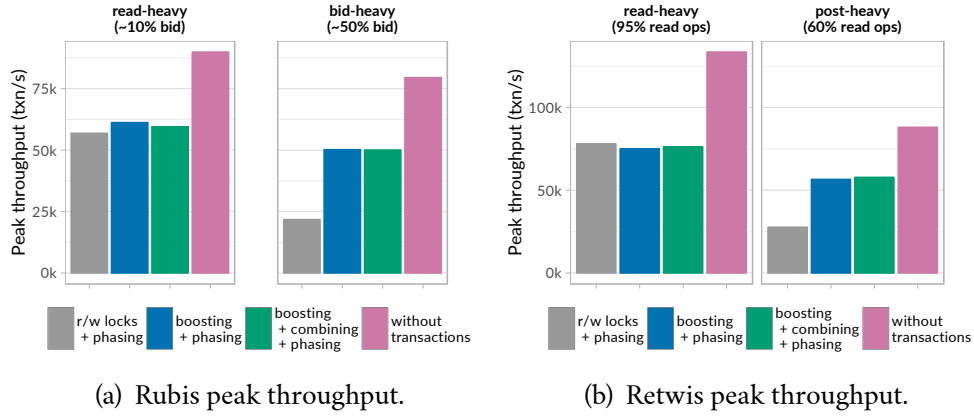 read-heavy
(~10% bid)
bid-heavy
(~50% bid)
Peak throughput (txn/s)
75k
50k
25k
0k
r/w locks
+ phasing
boosting
+ phasing
boosting
+ combining
+ phasing
without
transactions
(a) Rubis peak throughput.
read-heavy
(95% read ops)
post-heavy
(60% read ops)
Peak throughput (txn/s)
100k
50k
0k
r/w locks
+ phasing
boosting
+ phasing
boosting
+ combining
+ phasing
without
transactions
(b) Retwis peak throughput.